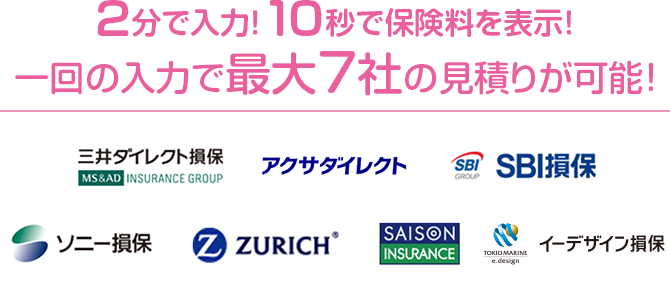 2分で入力！10秒で保険料を表示！
一回の入力で最大7社の見積りが可能！
三井ダイレクト損保
MS&AD INSURANCE GROUP
アクサダイレクト
SBI
GROUP
SBI損保
ソニー損保
Z ZURICH®
SAISON
INSURANCE
TOKIO MARINE
e.design
イーデザイン損保